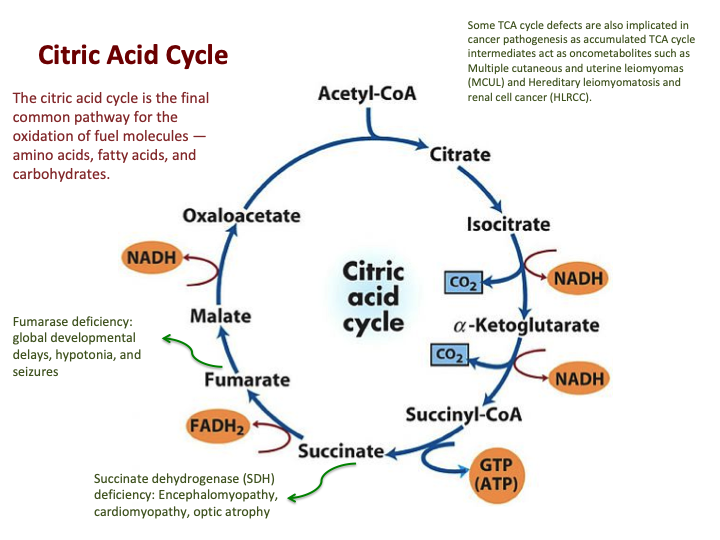 Citric Acid Cycle
Some TCA cycle defects are also implicated in
cancer pathogenesis as accumulated TCA cycle
intermediates act as oncometabolites such as
Multiple cutaneous and uterine leiomyomas
(MCUL) and Hereditary leiomyomatosis and
renal cell cancer (HLRCC).
The citric acid cycle is the final
common pathway for the
oxidation of fuel molecules —
amino acids, fatty acids, and
carbohydrates.
Acetyl-CoA
Citrate
Oxaloacetate
Isocitrate
NADH
Citric
acid
cycle
CO₂
NADH
Malate
α-Ketoglutarate
Fumarase deficiency:
global developmental
delays, hypotonia, and
seizures
CO₂
NADH
Fumarate
Succinyl-CoA
FADH₂
Succinate
GTP
(ATP)
Succinate dehydrogenase (SDH)
deficiency: Encephalomyopathy,
cardiomyopathy, optic atrophy